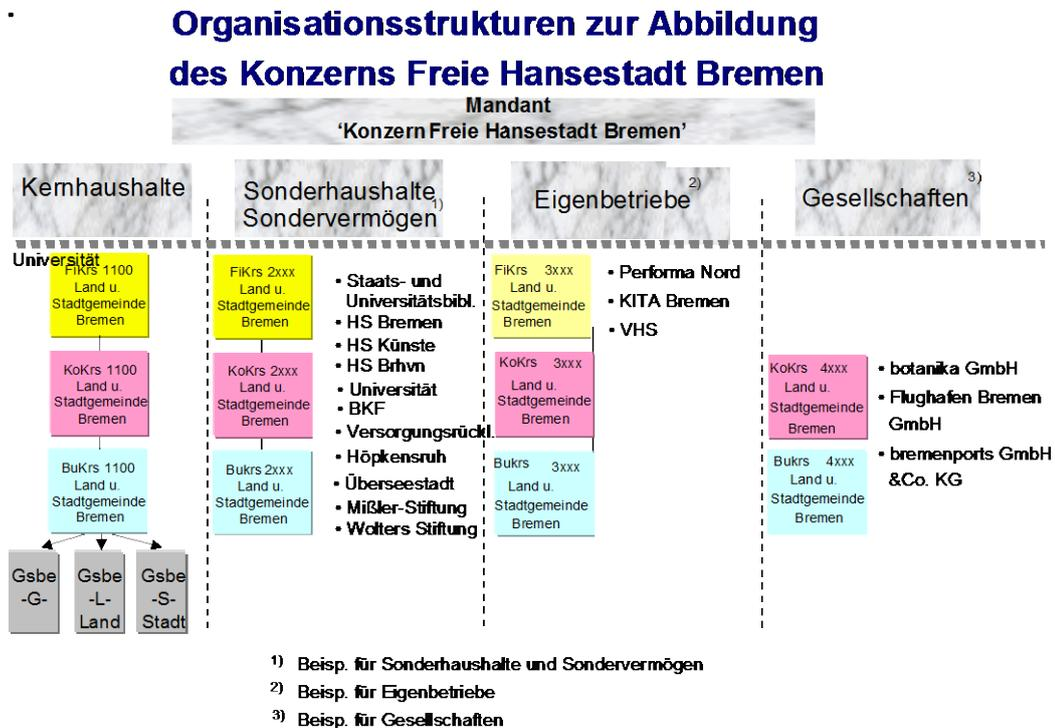 Organisationsstrukturen zur Abbildung
des Konzerns Freie Hansestadt Bremen
Mandant
‘Konzern Freie Hansestadt Bremen’
Kernhaushalte
Universität
FiKrs 1100
Land u.
Stadtgemeinde
Bremen
KoKrs 1100
Land u.
Stadtgemeinde
Bremen
BuKrs 1100
Land u.
Stadtgemeinde
Bremen
Gsbe
-G-
Gsbe
-L-
Land
Gsbe
-S-
Stadt
Sonderhaushalte
Sondervermögen 1)
FiKrs 2xxx
Land u.
Stadtgemeinde
Bremen
KoKrs 2xxx
Land u.
Stadtgemeinde
Bremen
Bukrs 2xxx
Land u.
Stadtgemeinde
Bremen
• Staats- und
Universitätsbibl.
• HS Bremen
• HS Künste
• HS Brhvn
• Universität
• BKF
• Versorgungsrückl.
• Höpkensruh
• Überseestadt
• Mißler-Stiftung
• Wolters Stiftung
Eigenbetriebe 2)
FiKrs 3xxx
Land u.
Stadtgemeinde
Bremen
KoKrs 3xxx
Land u.
Stadtgemeinde
Bremen
Bukrs 3xxx
Land u.
Stadtgemeinde
Bremen
• Performa Nord
• KITA Bremen
• VHS
Gesellschaften 3)
KoKrs 4xxx
Land u.
Stadtgemeinde
Bremen
Bukrs 4xxx
Land u.
Stadtgemeinde
Bremen
• botanika GmbH
• Flughafen Bremen
GmbH
• bremenports GmbH
&Co. KG
1) Beisp. für Sonderhaushalte und Sondervermögen
2) Beisp. für Eigenbetriebe
3) Beisp. für Gesellschaften